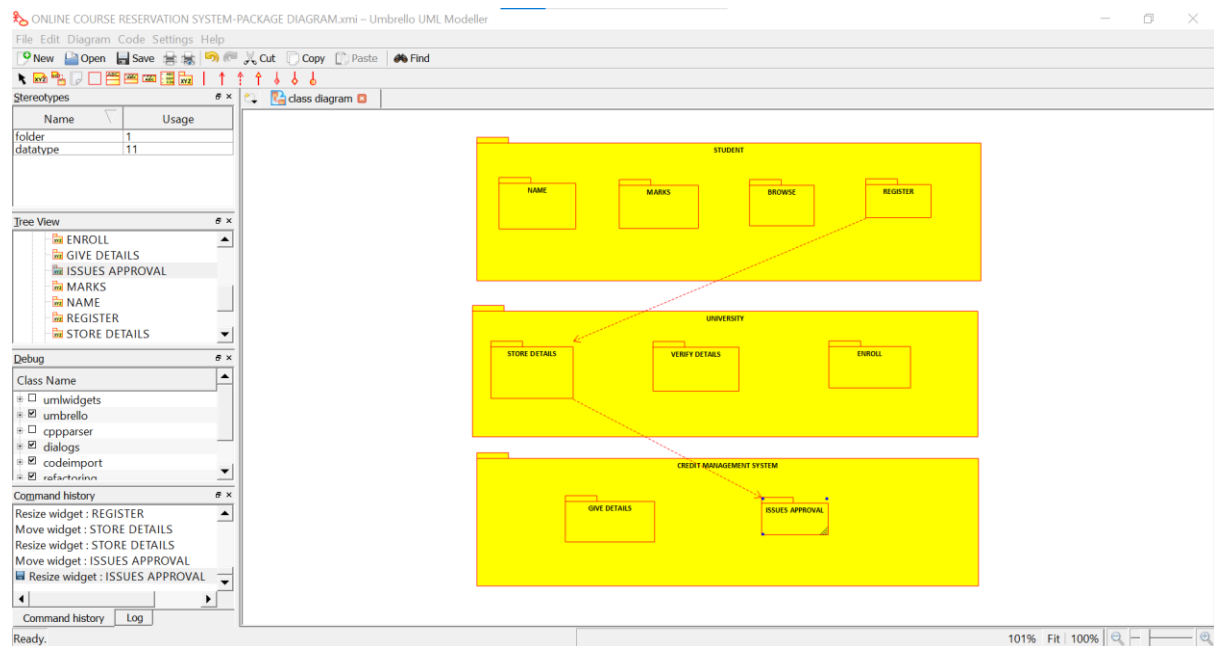 ONLINE COURSE RESERVATION SYSTEM-PACKAGE DIAGRAM.xmi – Umbrello UML Modeller
File Edit Diagram Code Settings Help
New Open Save Cut Copy Paste Find
Stereotypes
class diagram
Name Usage
folder 1
datatype 11
Tree View
ENROLL
GIVE DETAILS
ISSUES APPROVAL
MARKS
NAME
REGISTER
STORE DETAILS
Debug
Class Name
umlwidgets
umbrello
cppparser
dialogs
codeimport
refactoring
Command history
Resize widget : REGISTER
Move widget : STORE DETAILS
Resize widget : STORE DETAILS
Move widget : ISSUES APPROVAL
Resize widget : ISSUES APPROVAL
Command history Log
Ready.
STUDENT
NAME MARKS BROWSE REGISTER
UNIVERSITY
STORE DETAILS VERIFY DETAILS ENROLL
CREDIT MANAGEMENT SYSTEM
GIVE DETAILS ISSUES APPROVAL
101% Fit 100%